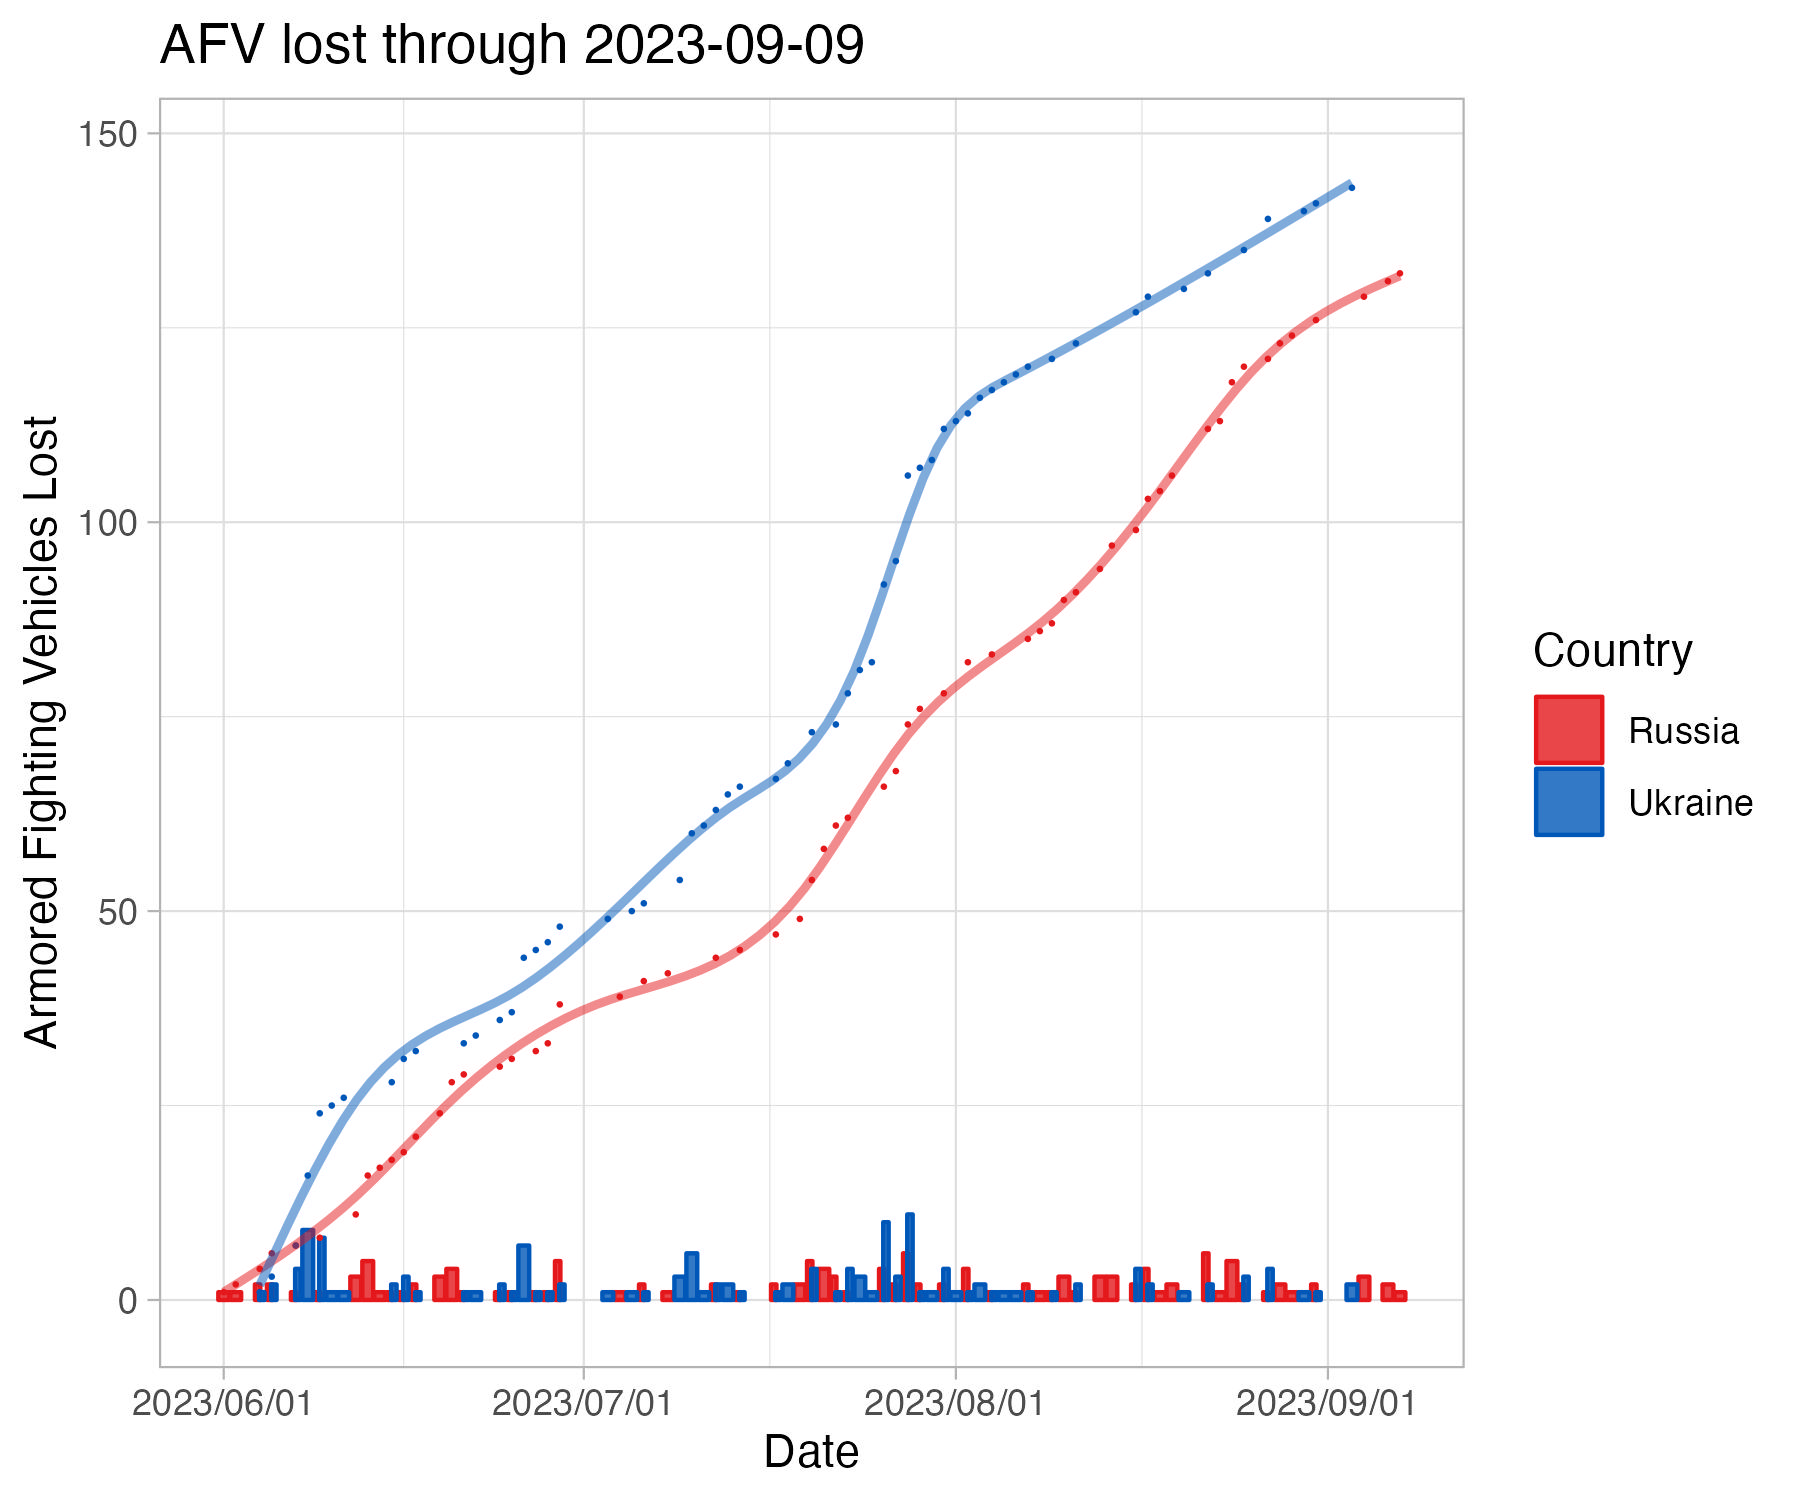 AFV lost through 2023-09-09
Armored Fighting Vehicles Lost
150
100
50
0
2023/06/01
2023/07/01
2023/08/01
2023/09/01
Date
Country
Russia
Ukraine